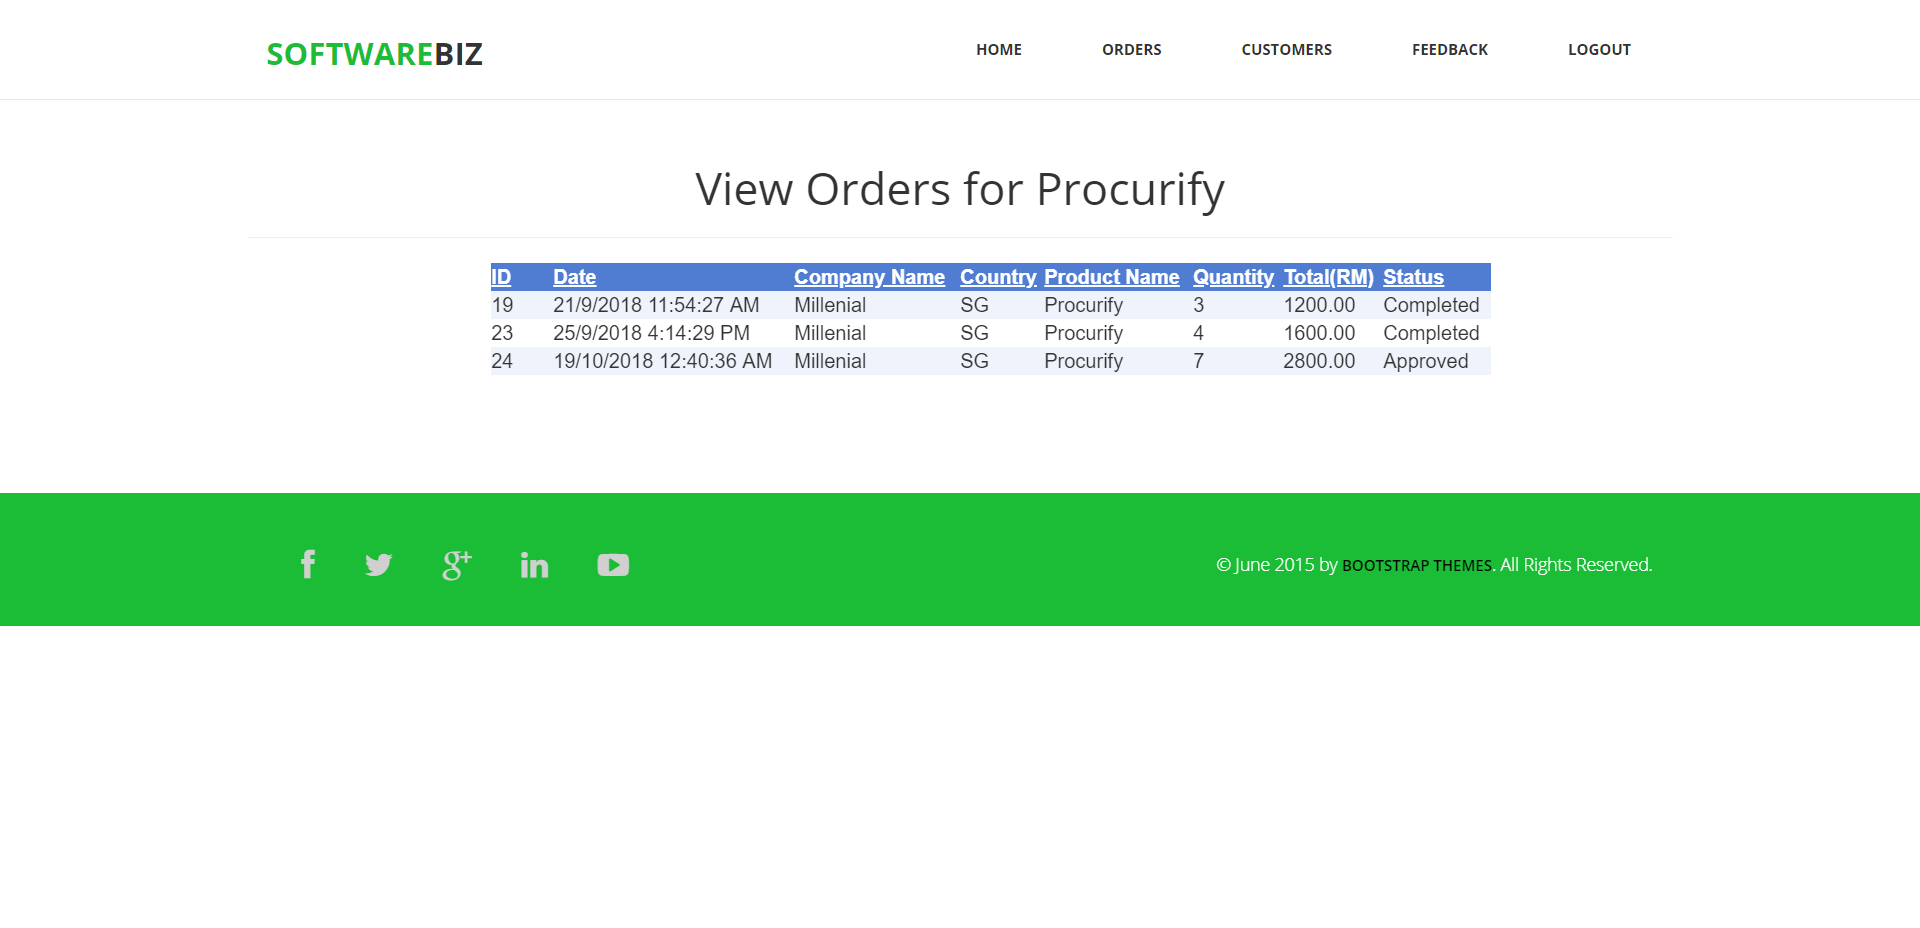 SOFTWAREBIZ HOME ORDERS CUSTOMERS FEEDBACK LOGOUT
View Orders for Procurify
ID Date Company Name Country Product Name Quantity Total(RM) Status
19 21/9/2018 11:54:27 AM Millenial SG Procurify 3 1200.00 Completed
23 25/9/2018 4:14:29 PM Millenial SG Procurify 4 1600.00 Completed
24 19/10/2018 12:40:36 AM Millenial SG Procurify 7 2800.00 Approved
© June 2015 by BOOTSTRAP THEMES. All Rights Reserved.